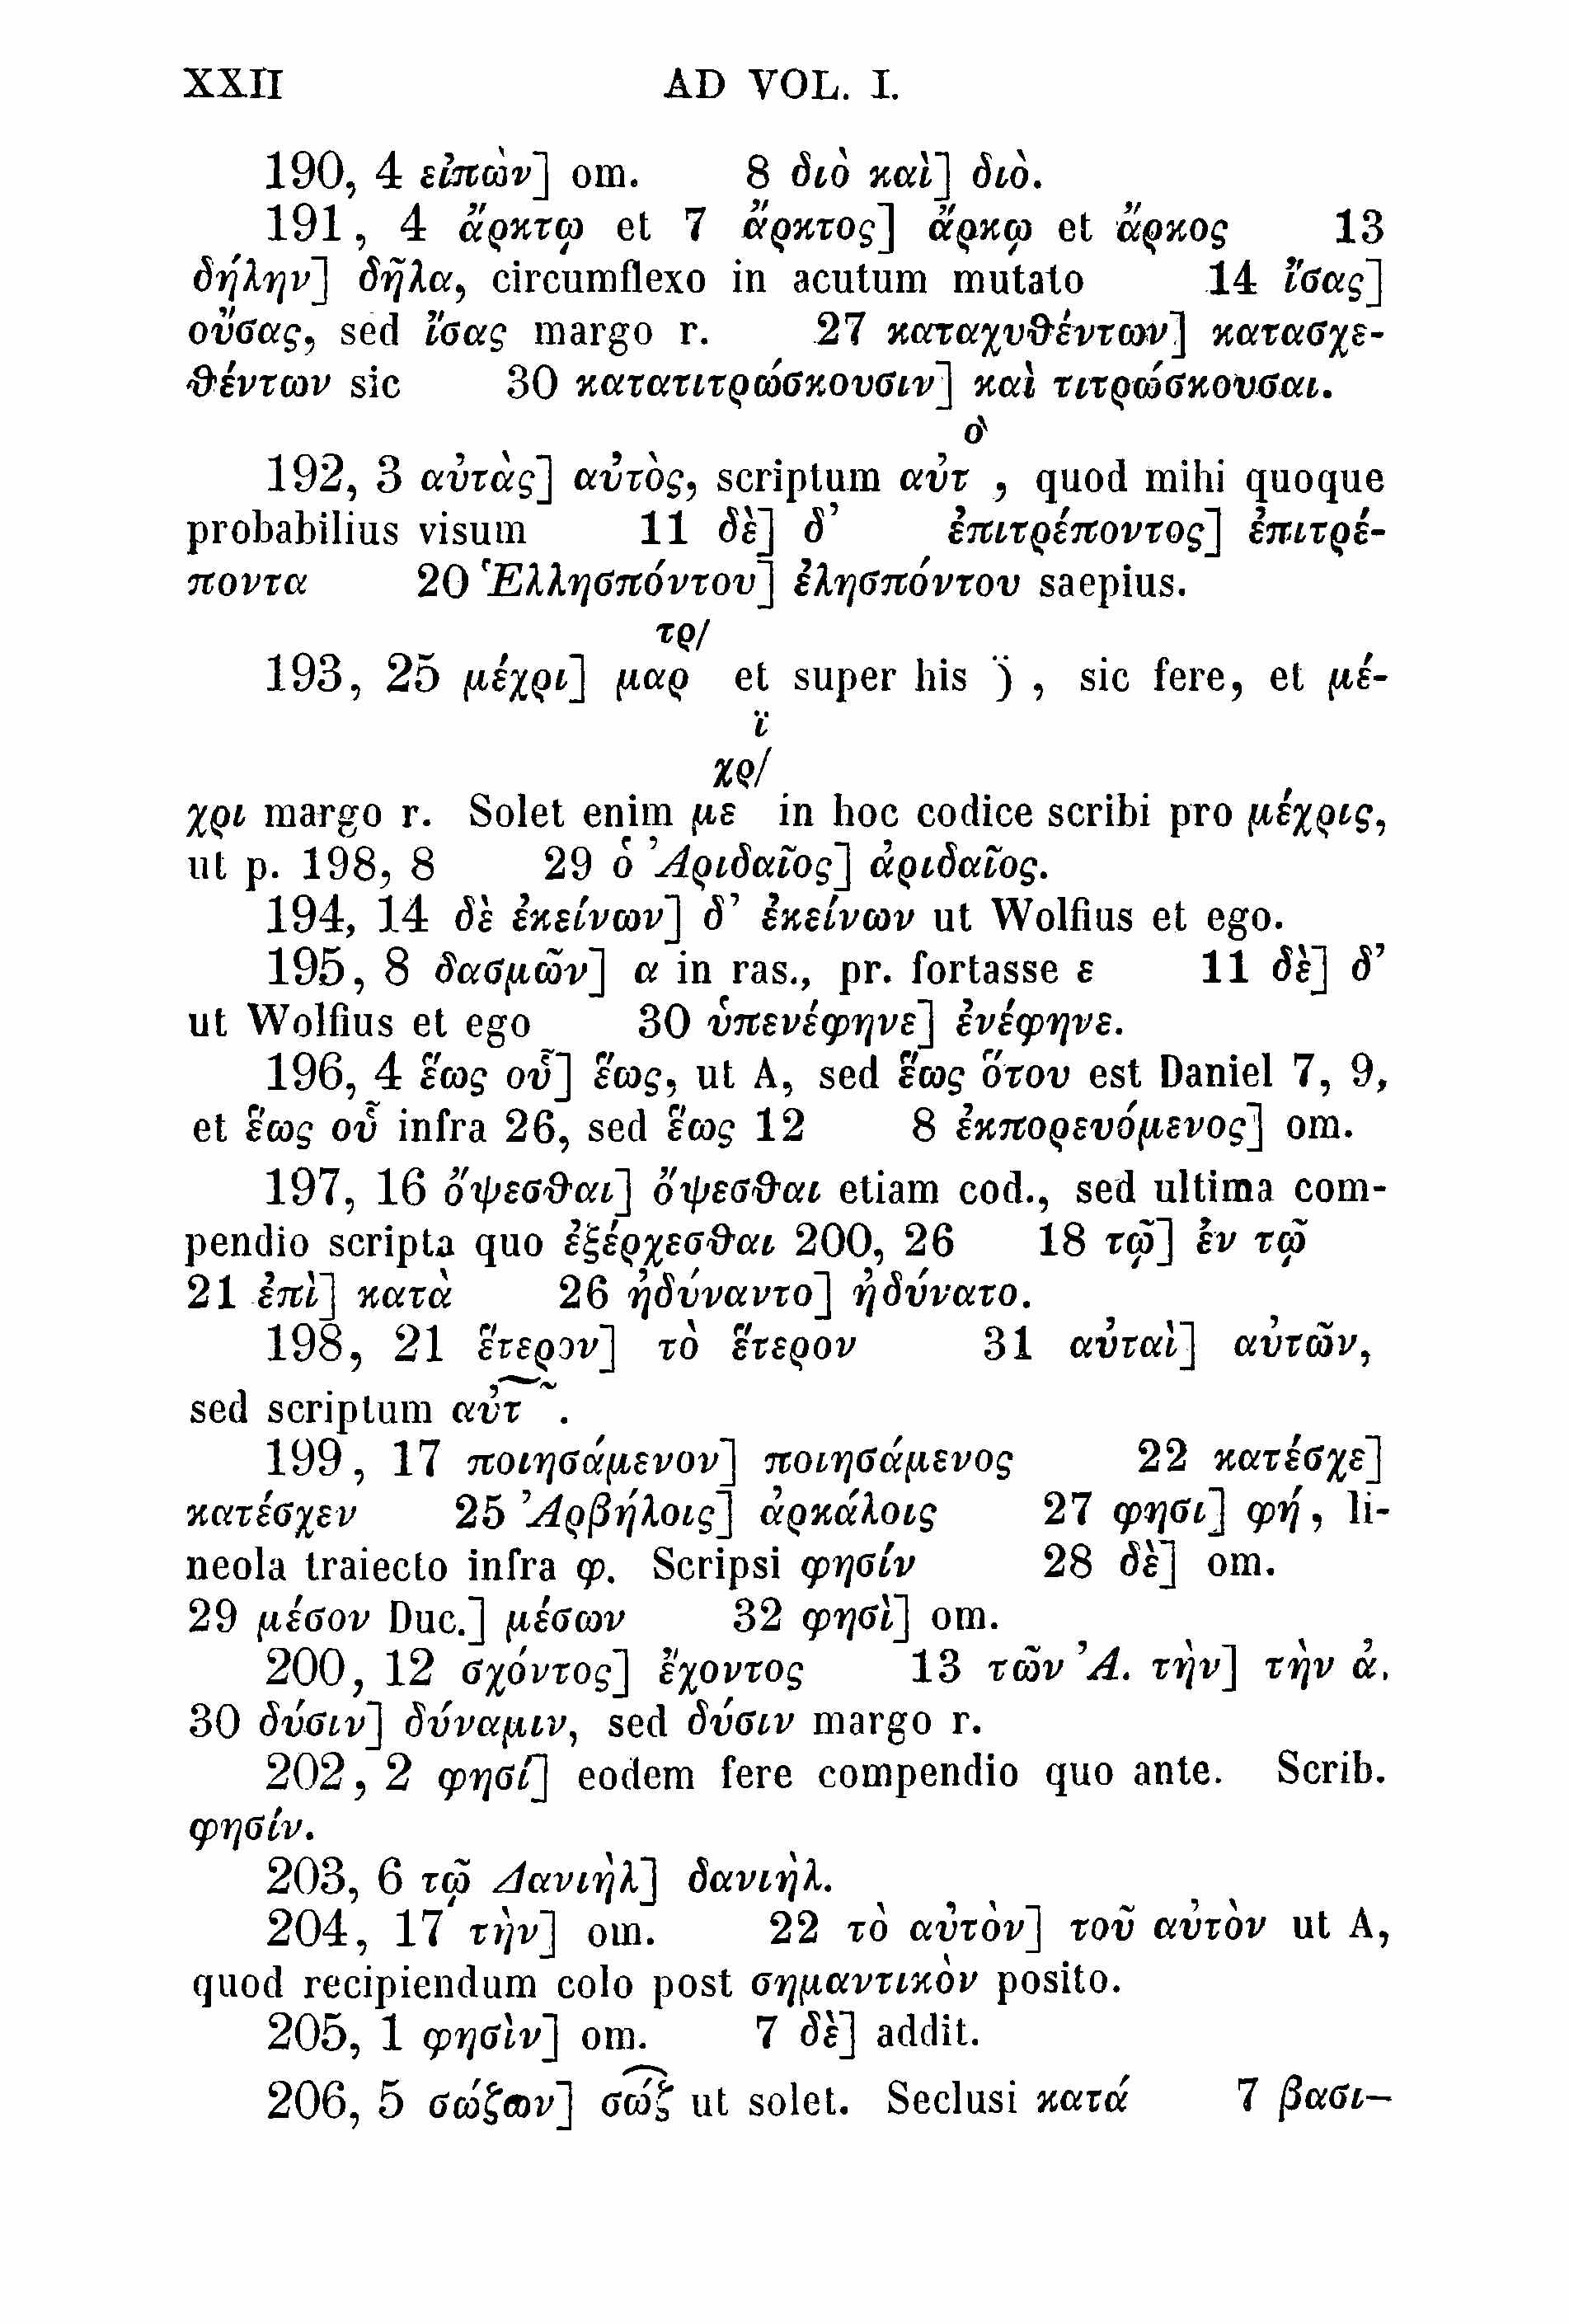 XXII AD VOL. I.
190, 4 εἰπὼν] om. 8 διὸ καὶ] διὸ.
191, 4 ἄρκτῳ et 7 ἄρκτος] ἄρκῳ et ἄρκος 13
δήλην] δῆλα, circumflexo in acutum mutato 14 ἴσας]
οὔσας, sed ἴσας margo r. 27 καταχυθέντων] κατασχε-
θέντων sic 30 κατατιτρώσκουσιν] καὶ τιτρώσκουσαι.
ὸ
192, 3 αὐτὰς] αὐτὸς, scriptum αὐτ , quod mihi quoque
probabilius visum 11 δὲ] δ’ ἐπιτρέποντος] ἐπιτρέ-
ποντα 20 Ἑλλησπόντου] ἑλησπόντου saepius.
τρ/
193, 25 μέχρι] μαρ et super his ϊ) , sic fere, et μέ-
ϊ
χρ/
χρι margo r. Solet enim με in hoc codice scribi pro μέχρις,
ut p. 198, 8 29 ὁ Ἀριδαῖος] ἀριδαῖος.
194, 14 δὲ ἐκείνων] δ’ ἐκείνων ut Wolfius et ego.
195, 8 δασμῶν] α in ras., pr. fortasse ε 11 δὲ] δ’
ut Wolfius et ego 30 ὑπενέφηνε] ἐνέφηνε.
196, 4 ἕως οὗ] ἕως, ut A, sed ἕως ὅτου est Daniel 7, 9,
et ἕως οὗ infra 26, sed ἕως 12 8 ἐκπορευόμενος] om.
197, 16 ὄψεσθαι] ὄψεσθαι etiam cod., sed ultima com-
pendio scripta quo ἐξέρχεσθαι 200, 26 18 τῷ] ἐν τῷ
21 ἐπὶ] κατὰ 26 ἠδύναντο] ἠδύνατο.
198, 21 ἕτερον] τὸ ἕτερον 31 αὐταὶ] αὐτῶν,
sed scriptum αὐτ͠ .
199, 17 ποιησάμενον] ποιησάμενος 22 κατέσχε]
κατέσχεν 25 Ἀρβήλοις] ἀρκάλοις 27 φησι] φή, li-
neola traiecto infra φ. Scripsi φησίν 28 δὲ] om.
29 μέσον Duc.] μέσων 32 φησὶ] om.
200, 12 σχόντος] ἔχοντος 13 τῶν Ἀ. τὴν] τὴν ἀ.
30 δύσιν] δύναμιν, sed δύσιν margo r.
202, 2 φησί] eodem fere compendio quo ante. Scrib.
φησίν.
203, 6 τῷ Δανιὴλ] δανιὴλ.
204, 17 τὴν] om. 22 τὸ αὐτὸν] τοῦ αὐτὸν ut A,
quod recipiendum colo post σημαντικὸν posito.
205, 1 φησὶν] om. 7 δὲ] addit.
206, 5 σώζων] σώζ͡ ut solet. Seclusi κατά 7 βασι-